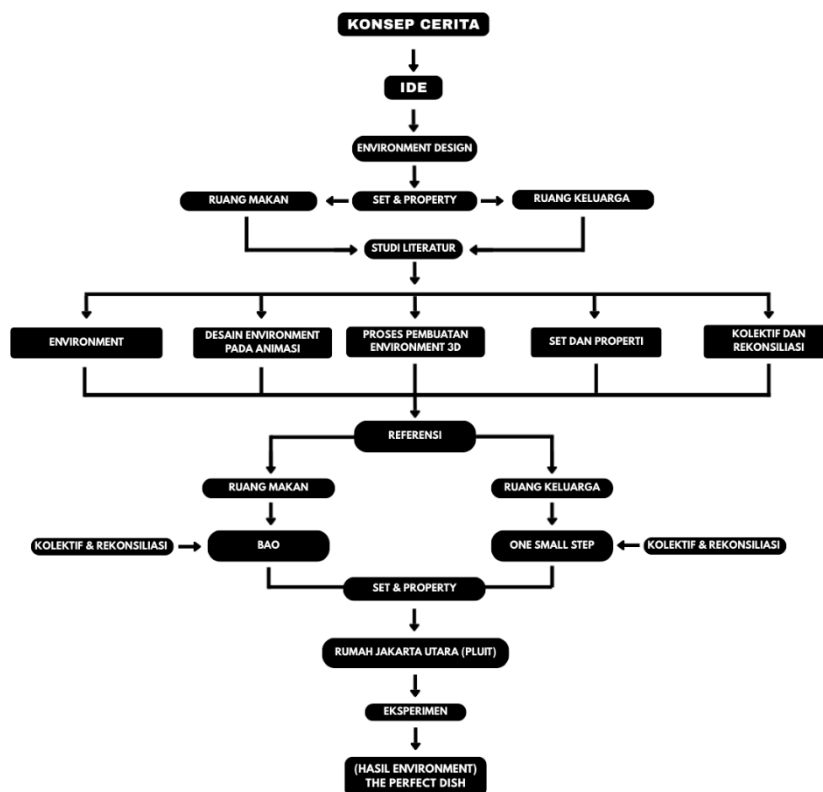 KONSEP CERITA
IDE
ENVIRONMENT DESIGN
RUANG MAKAN
SET & PROPERTY
RUANG KELUARGA
STUDI LITERATUR
ENVIRONMENT
DESAIN ENVIRONMENT
PADA ANIMASI
PROSES PEMBUATAN
ENVIRONMENT 3D
SET DAN PROPERTI
KOLEKTIF DAN
REKONSILIASI
REFERENSI
RUANG MAKAN
RUANG KELUARGA
KOLEKTIF & REKONSILIASI
BAO
ONE SMALL STEP
KOLEKTIF & REKONSILIASI
SET & PROPERTY
RUMAH JAKARTA UTARA (PLUIT)
EKSPERIMEN
(HASIL ENVIRONMENT)
THE PERFECT DISH